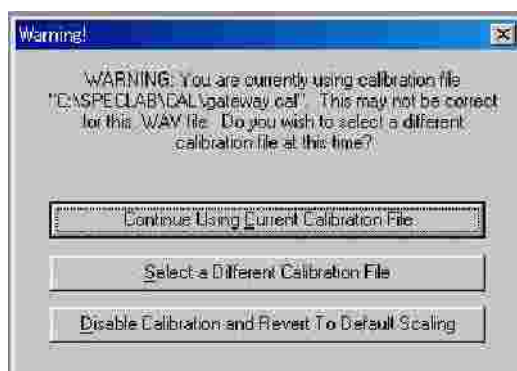 Warning!
WARNING: You are currently using calibration file
"C:\SPECLAB\CAL\gateway.cal". This may not be correct
for this .WAV file. Do you wish to select a different
calibration file at this time?
Continue Using Current Calibration File
Select a Different Calibration File
Disable Calibration and Revert To Default Scaling